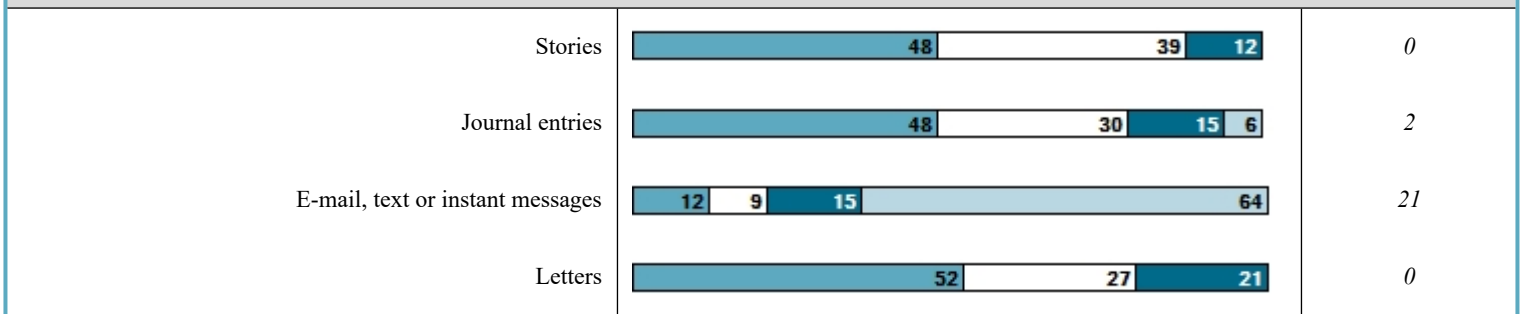 Stories 48 39 12 0
Journal entries 48 30 15 6 2
E-mail, text or instant messages 12 9 15 64 21
Letters 52 27 21 0